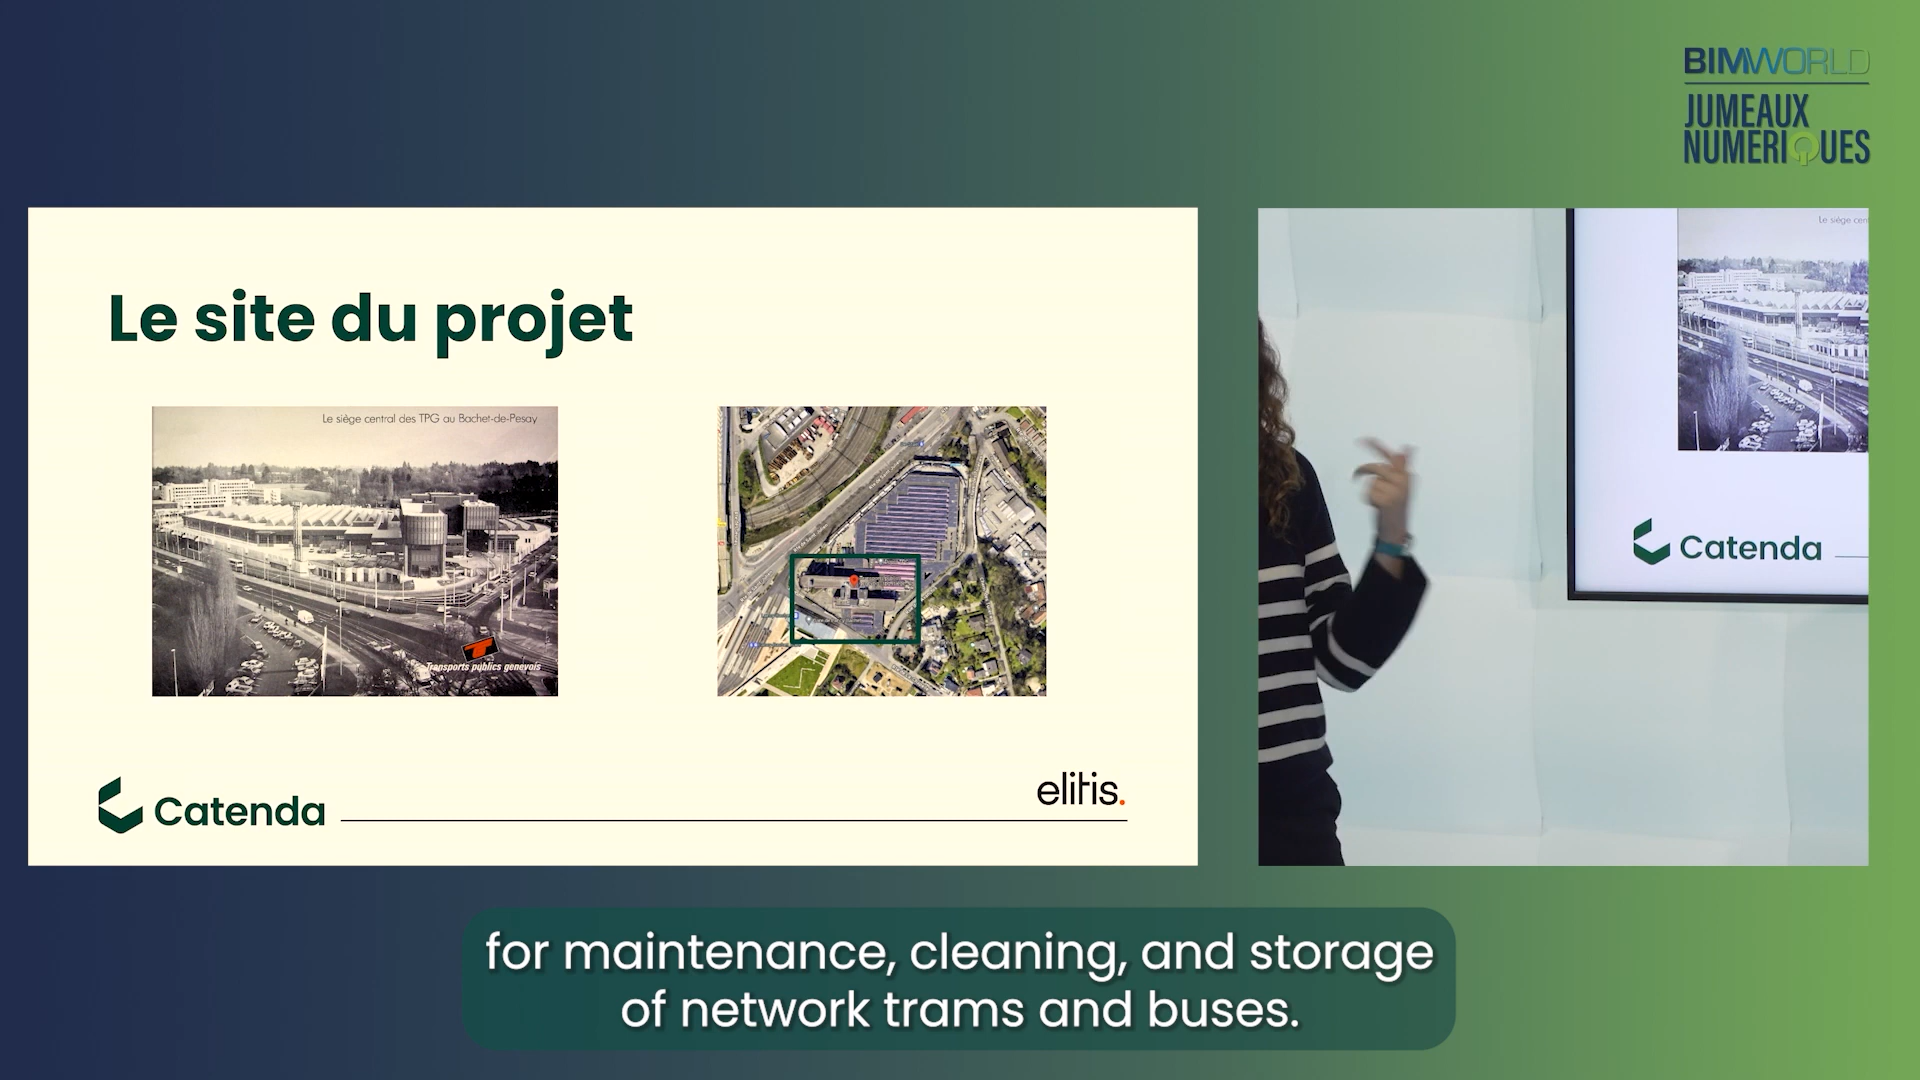 BIMWORLD
JUMEAUX
NUMERIQUES
Le site du projet
Le siège central des TPG au Bachet-de-Pesay
Transports publics genevois
Catenda
elitis.
Le siège cen
Catenda
for maintenance, cleaning, and storage
of network trams and buses.